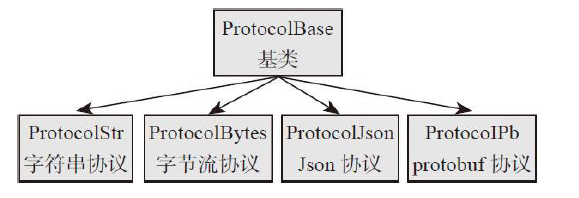 ProtocolBase
基类
ProtocolStr
字符串协议
ProtocolBytes
字节流协议
ProtocolJson
Json 协议
ProtocoIPb
protobuf 协议